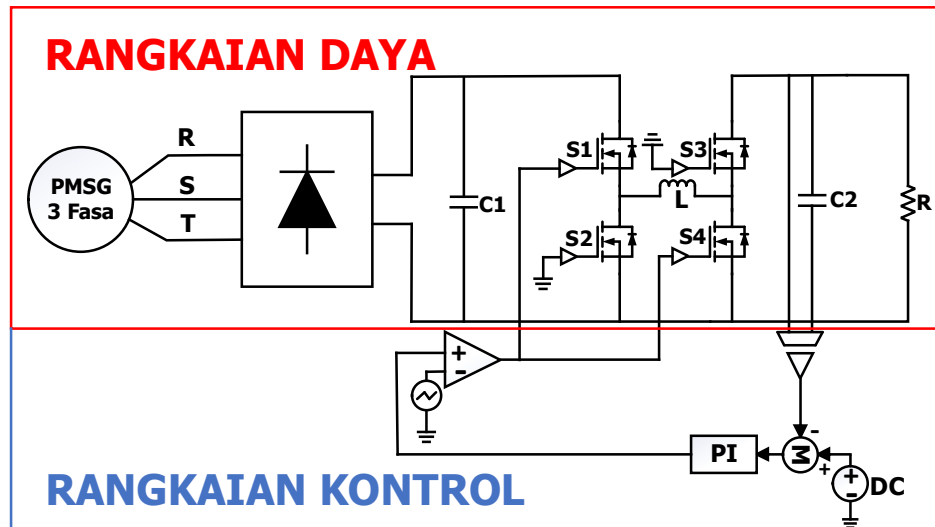 RANGKAIAN DAYA
R
S
T
PMSG
3 Fasa
C1
S1
S2
L
S3
S4
C2
R
+
-
PI
Σ
-
+
+
-
DC
RANGKAIAN KONTROL